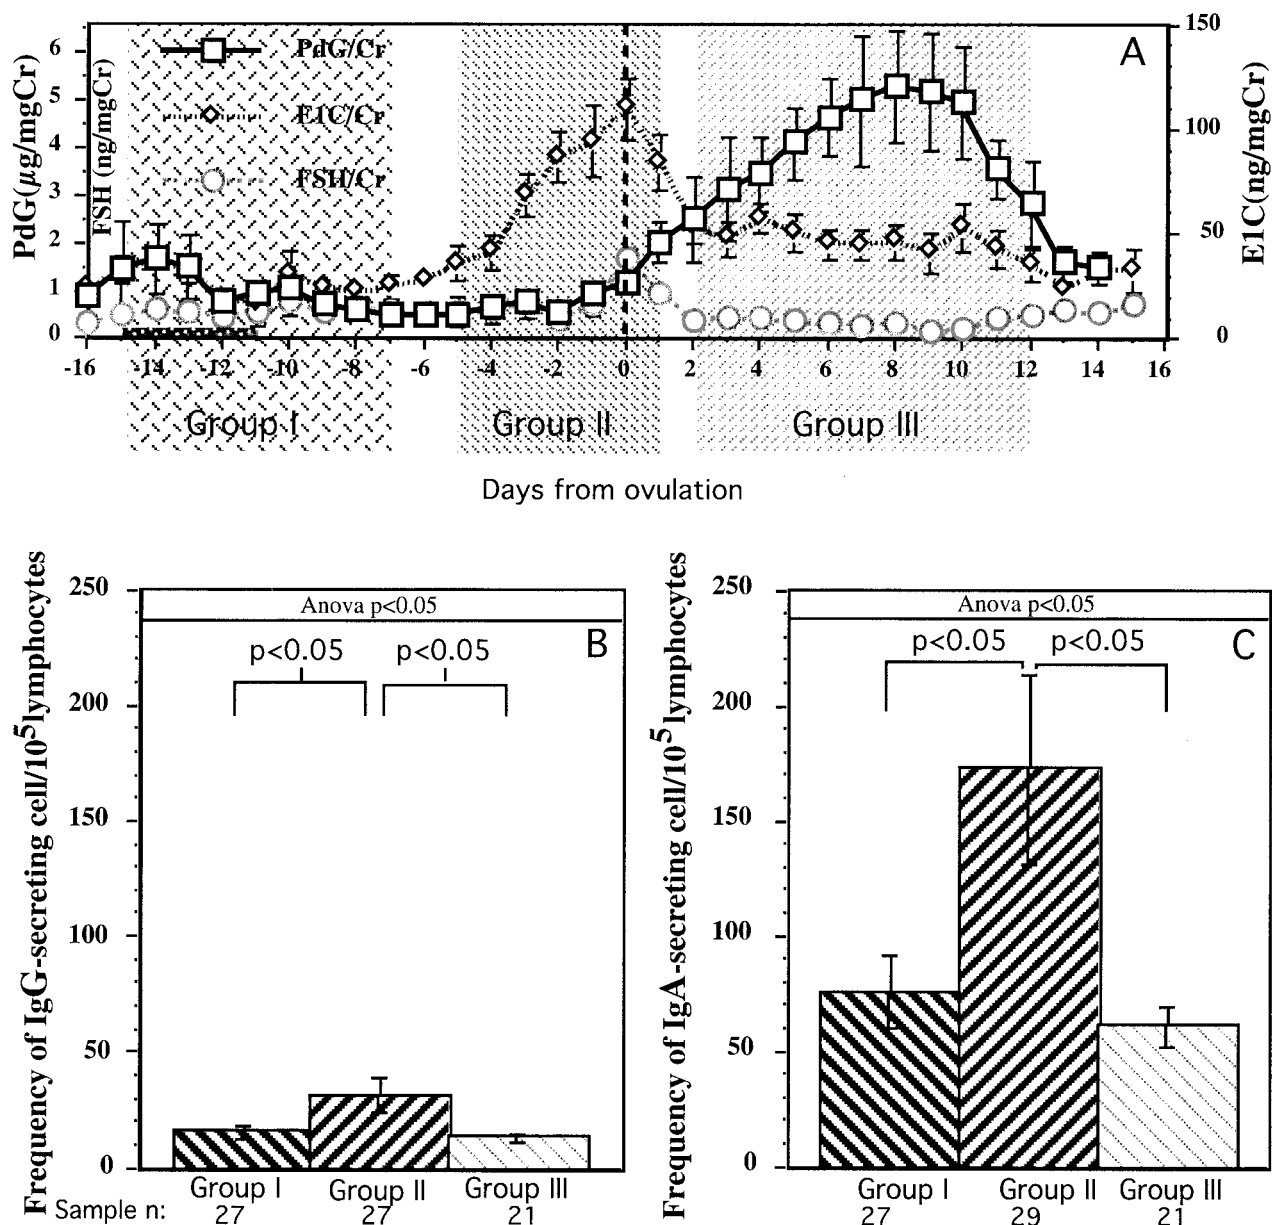 A
PdG(µg/mgCr)
FSH (ng/mgCr)
E1C(ng/mgCr)
PdG/Cr
E1C/Cr
FSH/Cr
6
5
4
3
2
1
0
150
100
50
0
-16 -14 -12 -10 -8 -6 -4 -2 0 2 4 6 8 10 12 14 16
Group I Group II Group III
Days from ovulation
B
Frequency of IgG-secreting cell/10⁵lymphocytes
250
200
150
100
50
0
Anova p<0.05
p<0.05 p<0.05
Group I Group II Group III
Sample n: 27 27 21
C
Frequency of IgA-secreting cell/10⁵lymphocytes
250
200
150
100
50
0
Anova p<0.05
p<0.05 p<0.05
Group I Group II Group III
27 29 21